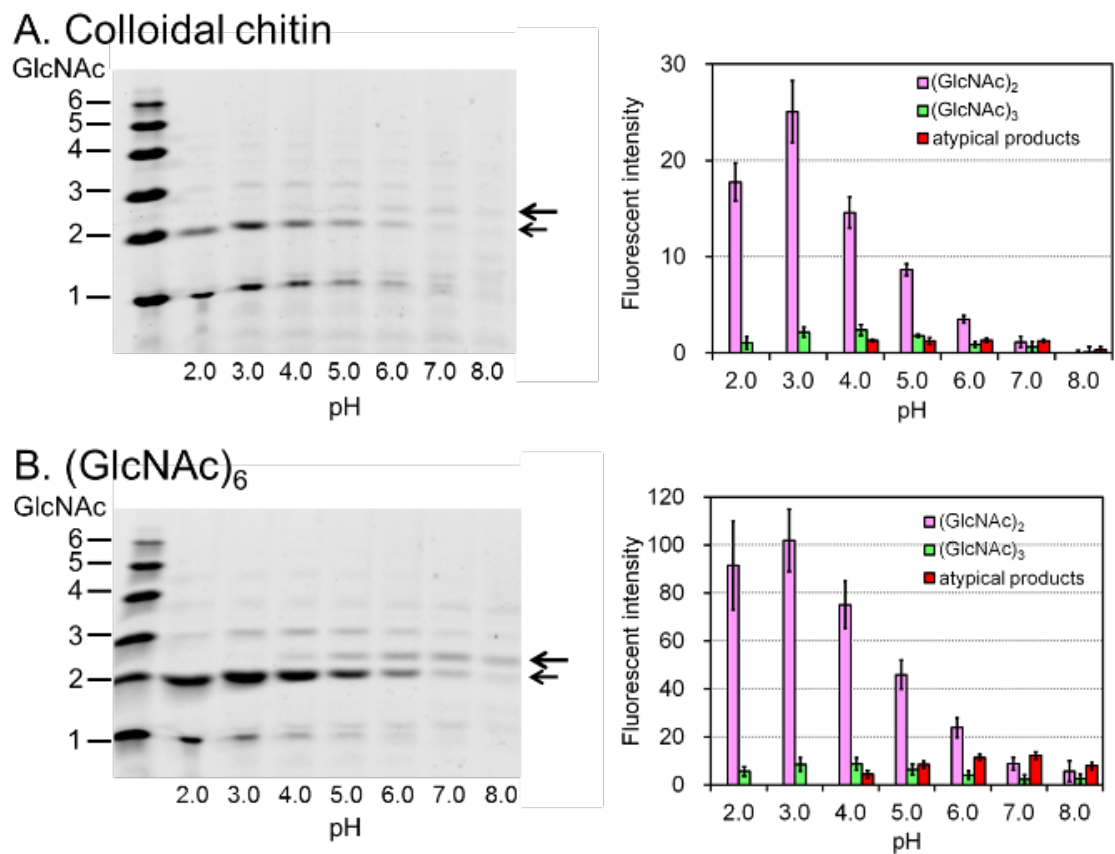 A. Colloidal chitin
GlcNAc
6
5
4
3
2
1
2.0 3.0 4.0 5.0 6.0 7.0 8.0
pH
Fluorescent intensity
30
20
10
0
(GlcNAc)2
(GlcNAc)3
atypical products
2.0 3.0 4.0 5.0 6.0 7.0 8.0
pH
B. (GlcNAc)6
GlcNAc
6
5
4
3
2
1
2.0 3.0 4.0 5.0 6.0 7.0 8.0
pH
Fluorescent intensity
120
100
80
60
40
20
0
(GlcNAc)2
(GlcNAc)3
atypical products
2.0 3.0 4.0 5.0 6.0 7.0 8.0
pH